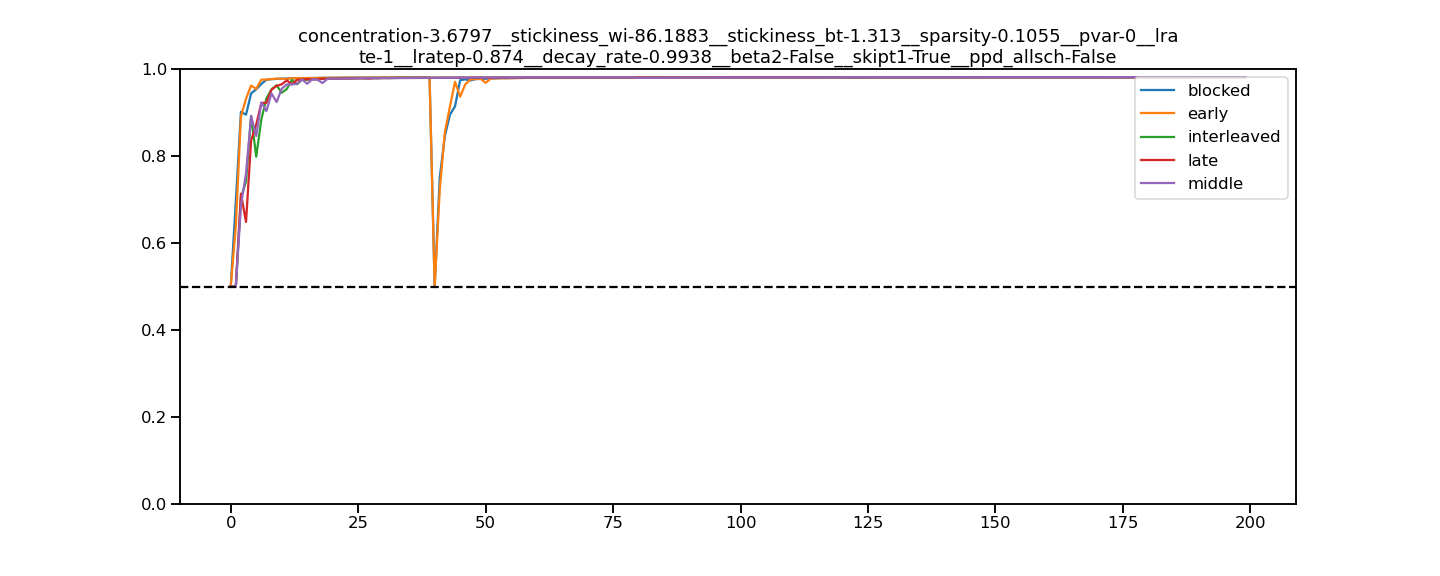 concentration-3.6797__stickiness_wi-86.1883__stickiness_bt-1.313__sparsity-0.1055__pvar-0__lra
te-1__lratep-0.874__decay_rate-0.9938__beta2-False__skipt1-True__ppd_allsch-False
1.0
0.8
0.6
0.4
0.2
0.0
blocked
early
interleaved
late
middle
0 25 50 75 100 125 150 175 200